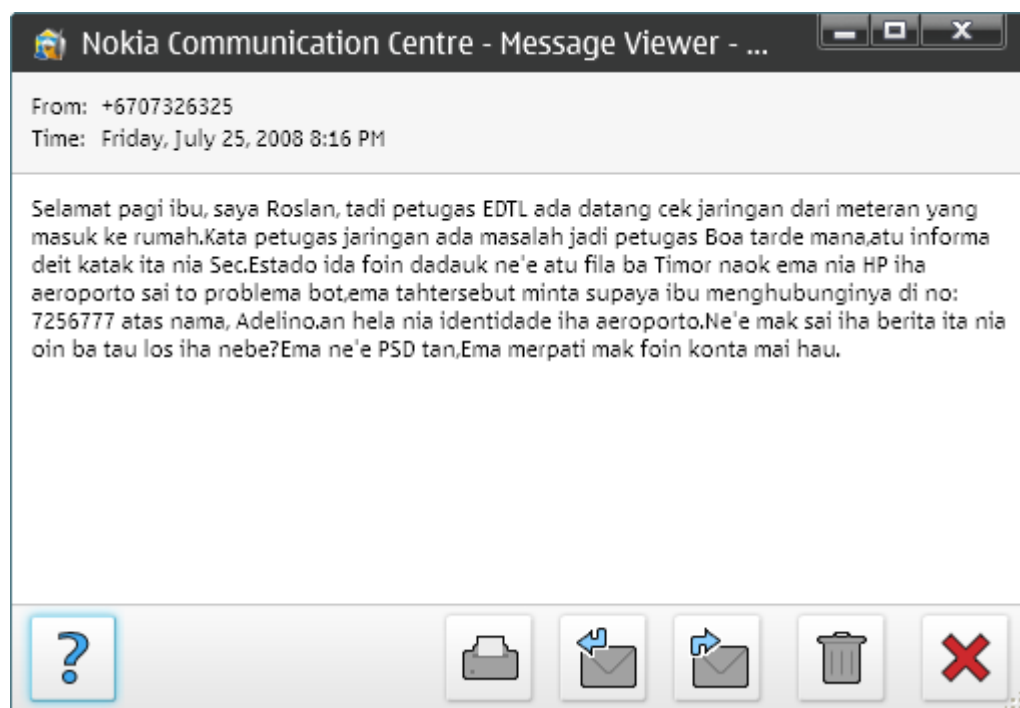 Nokia Communication Centre - Message Viewer - ...
From: +6707326325
Time: Friday, July 25, 2008 8:16 PM
Selamat pagi ibu, saya Roslan, tadi petugas EDTL ada datang cek jaringan dari meteran yang
masuk ke rumah.Kata petugas jaringan ada masalah jadi petugas Boa tarde mana,atu informa
deit katak ita nia Sec.Estado ida foin dadauk ne'e atu fila ba Timor naok ema nia HP iha
aeroporto sai to problema bot,ema tahtersebut minta supaya ibu menghubunginya di no:
7256777 atas nama, Adelino.an hela nia identidade iha aeroporto.Ne'e mak sai iha berita ita nia
oin ba tau los iha nebe?Ema ne'e PSD tan,Ema merpati mak foin konta mai hau.